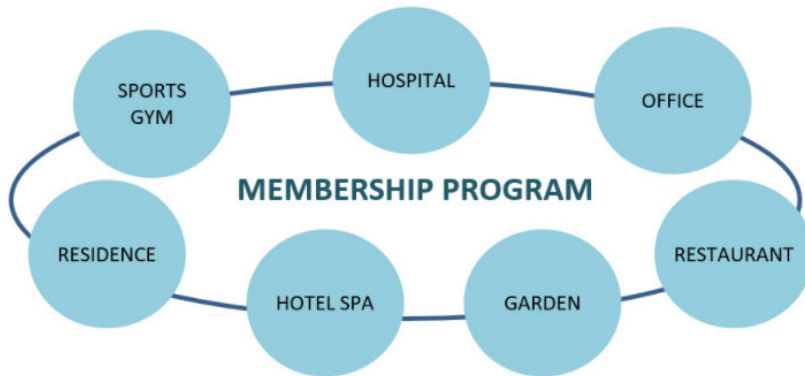 SPORTS
GYM
HOSPITAL
OFFICE
MEMBERSHIP PROGRAM
RESIDENCE
HOTEL SPA
GARDEN
RESTAURANT